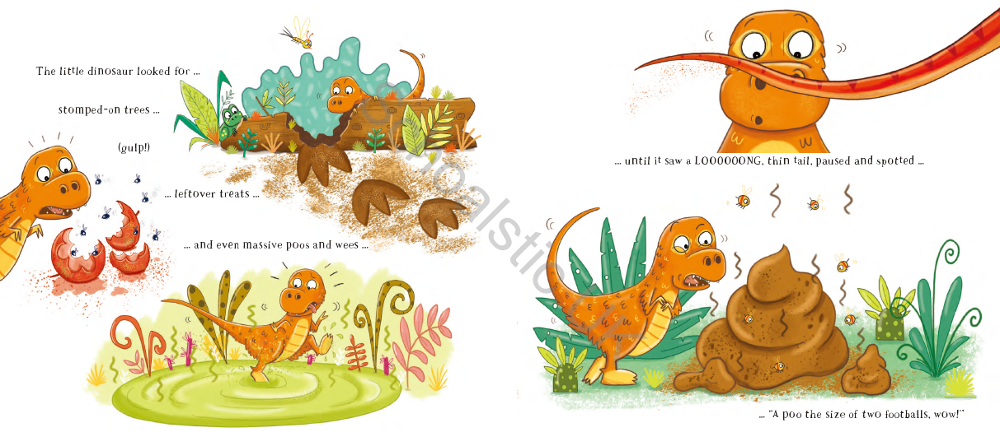 The little dinosaur looked for ...
stomped-on trees ...
(gulp!)
... leftover treats ...
... and even massive poos and wees ...
... until it saw a LOOOOOONG, thin tail, paused and spotted ...
... “A poo the size of two footballs, wow!”